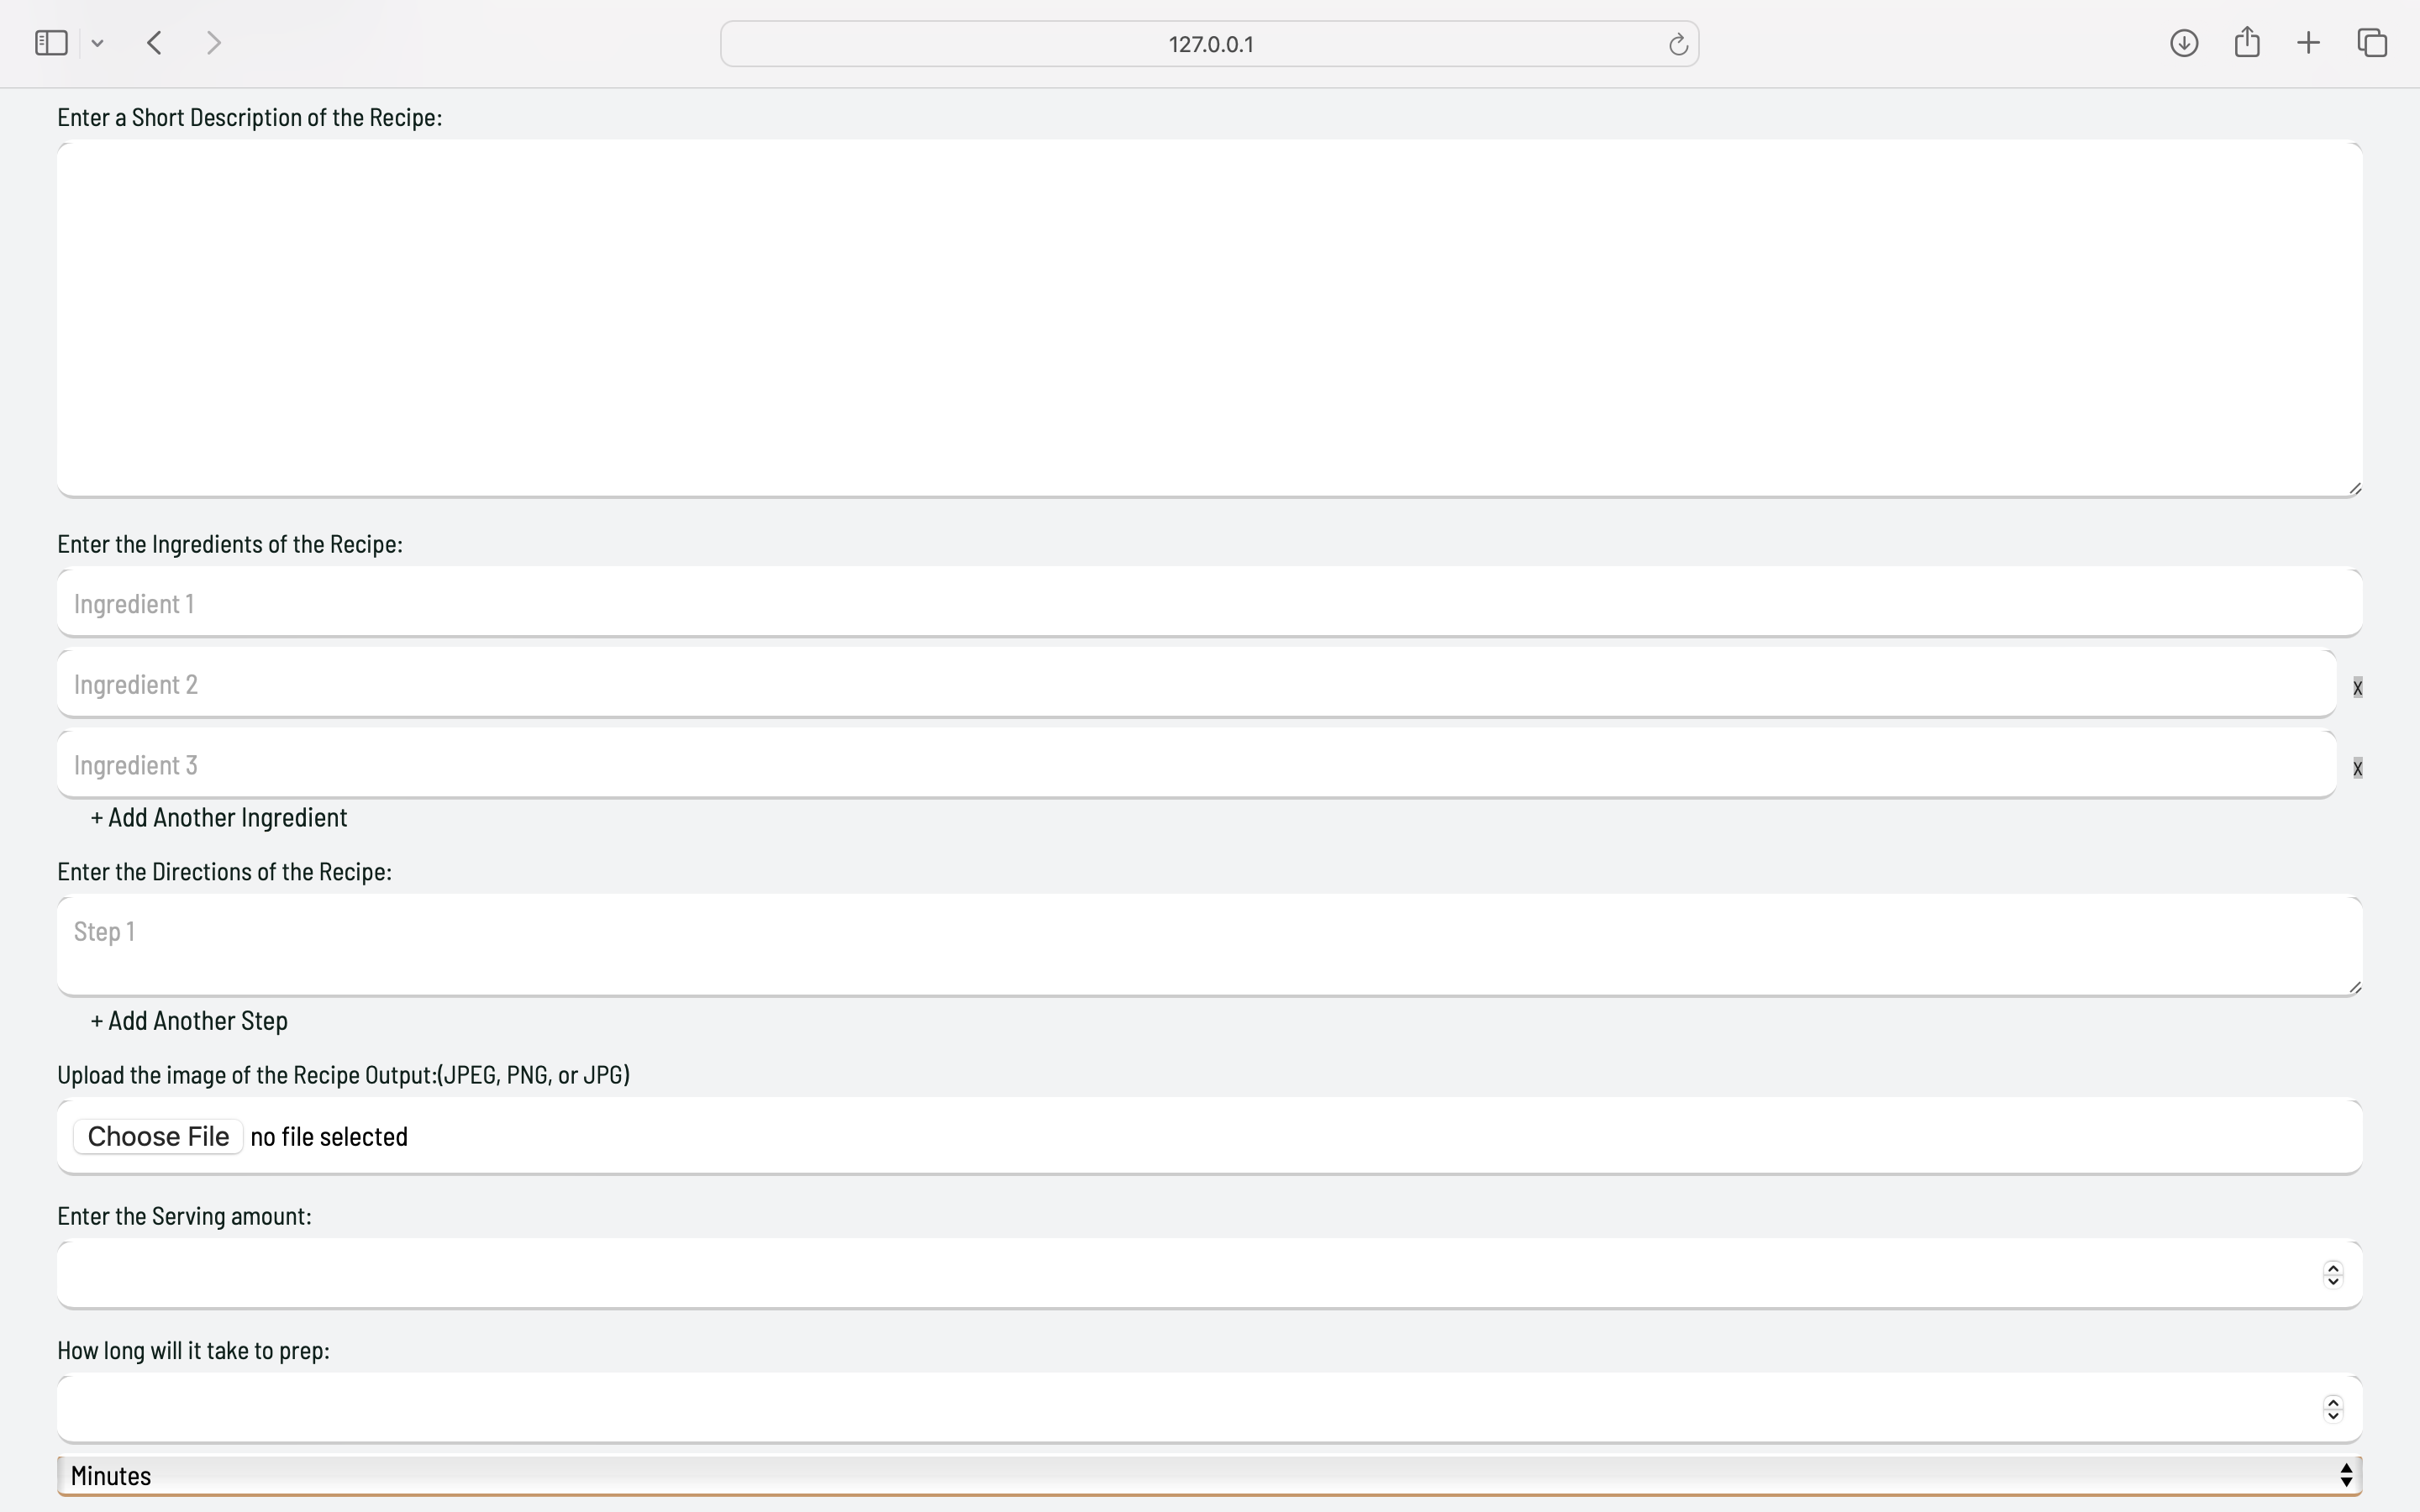 127.0.0.1
Enter a Short Description of the Recipe:
Enter the Ingredients of the Recipe:
Ingredient 1
Ingredient 2
x
Ingredient 3
x
+ Add Another Ingredient
Enter the Directions of the Recipe:
Step 1
+ Add Another Step
Upload the image of the Recipe Output:(JPEG, PNG, or JPG)
Choose File no file selected
Enter the Serving amount:
How long will it take to prep:
Minutes